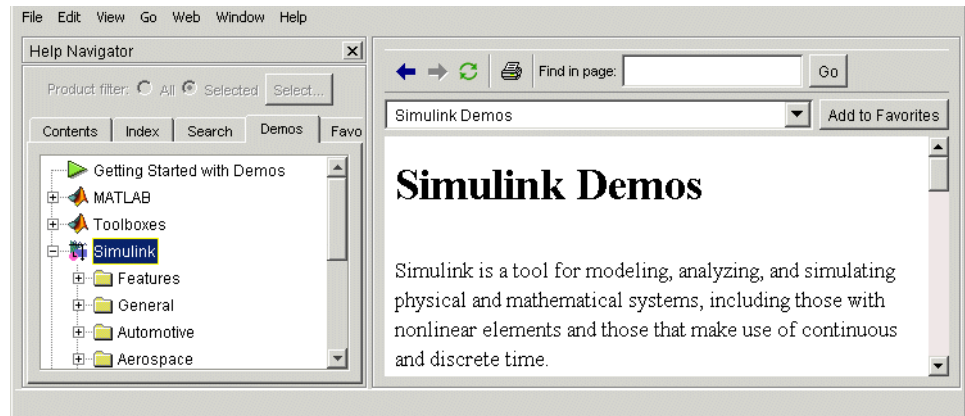 File Edit View Go Web Window Help
Help Navigator
Product filter: All Selected Select...
Contents Index Search Demos Favo
Getting Started with Demos
MATLAB
Toolboxes
Simulink
Features
General
Automotive
Aerospace
Find in page: Go
Simulink Demos Add to Favorites
Simulink Demos
Simulink is a tool for modeling, analyzing, and simulating
physical and mathematical systems, including those with
nonlinear elements and those that make use of continuous
and discrete time.